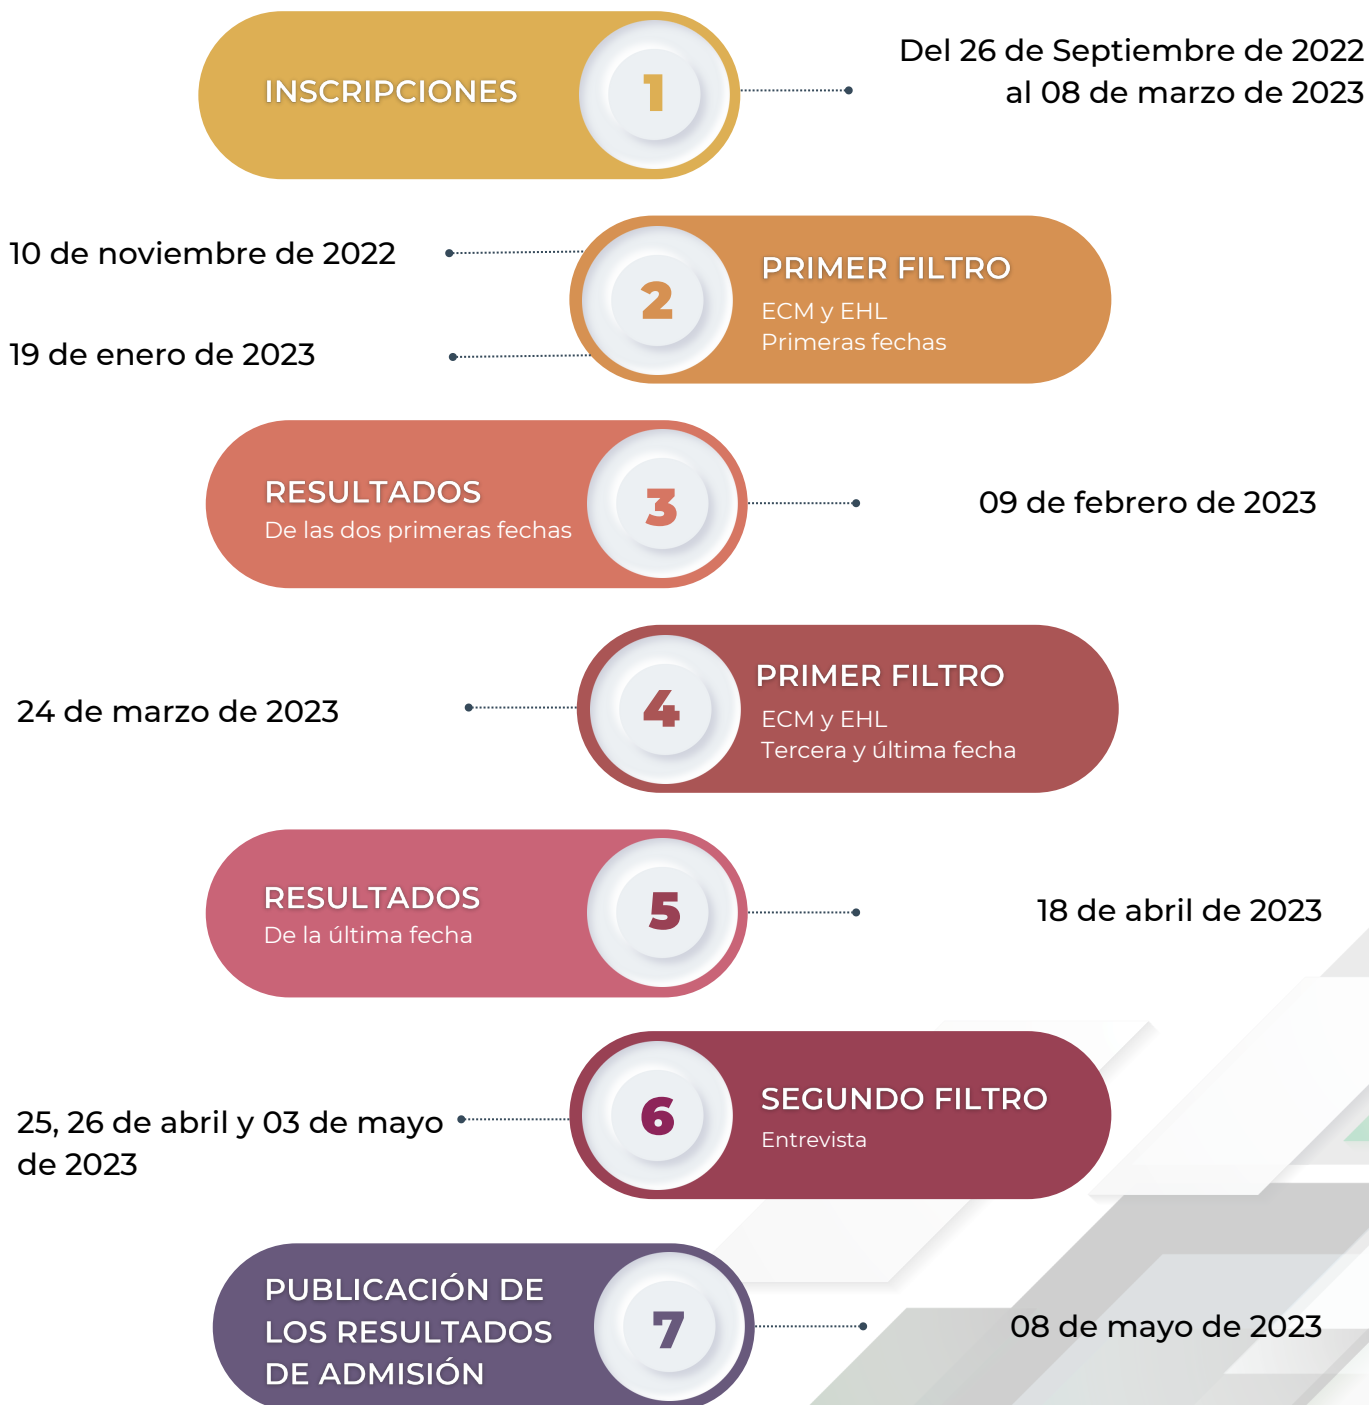 INSCRIPCIONES
1
Del 26 de Septiembre de 2022
al 08 de marzo de 2023
10 de noviembre de 2022
19 de enero de 2023
2
PRIMER FILTRO
ECM y EHL
Primeras fechas
RESULTADOS
De las dos primeras fechas
3
09 de febrero de 2023
24 de marzo de 2023
4
PRIMER FILTRO
ECM y EHL
Tercera y última fecha
RESULTADOS
De la última fecha
5
18 de abril de 2023
25, 26 de abril y 03 de mayo
de 2023
6
SEGUNDO FILTRO
Entrevista
PUBLICACIÓN DE
LOS RESULTADOS
DE ADMISIÓN
7
08 de mayo de 2023